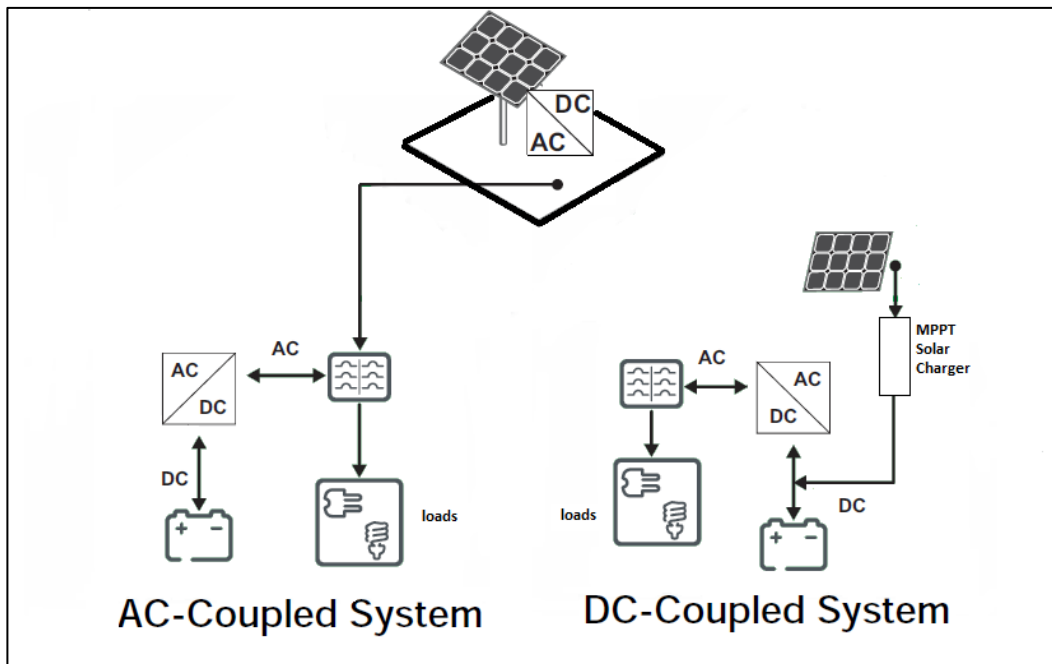 DC
AC
MPPT
Solar
Charger
AC
AC
DC
DC
+ -
loads
AC
AC
DC
DC
+ -
loads
AC-Coupled System
DC-Coupled System